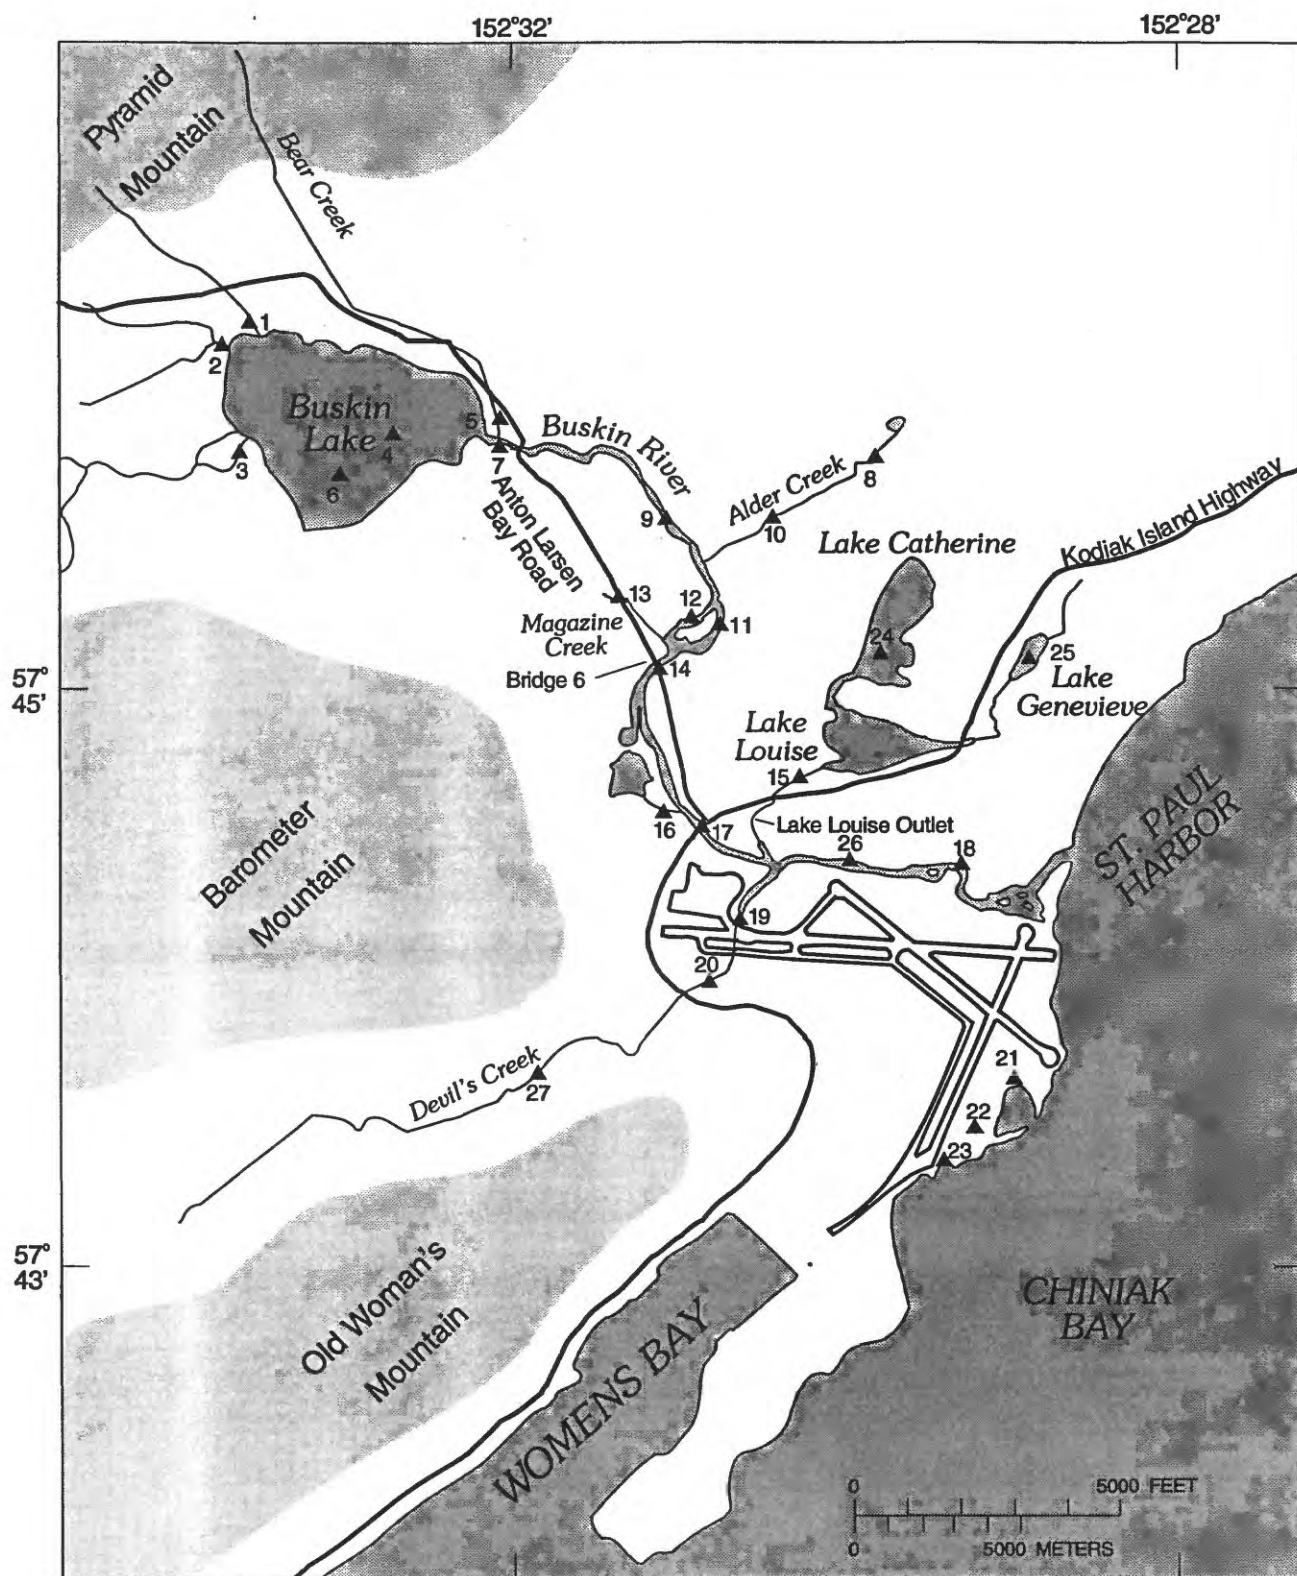 152°32'
152°28'
Pyramid
Mountain
Bear Creek
1
2
Buskin
Lake
3
4
5
6
7
Anton Larsen
Bay Road
Buskin River
8
Alder Creek
9
10
Lake Catherine
Kodiak Island Highway
13
12
11
Magazine
Creek
Bridge 6
14
24
25
Lake
Genevieve
57°
45'
Lake
Louise
15
16
17
Lake Louise Outlet
26
18
ST. PAUL
HARBOR
Barometer
Mountain
19
20
Devil's Creek
27
21
22
23
57°
43'
Old Woman's
Mountain
WOMENS BAY
CHINIAK
BAY
0
5000 FEET
0
5000 METERS